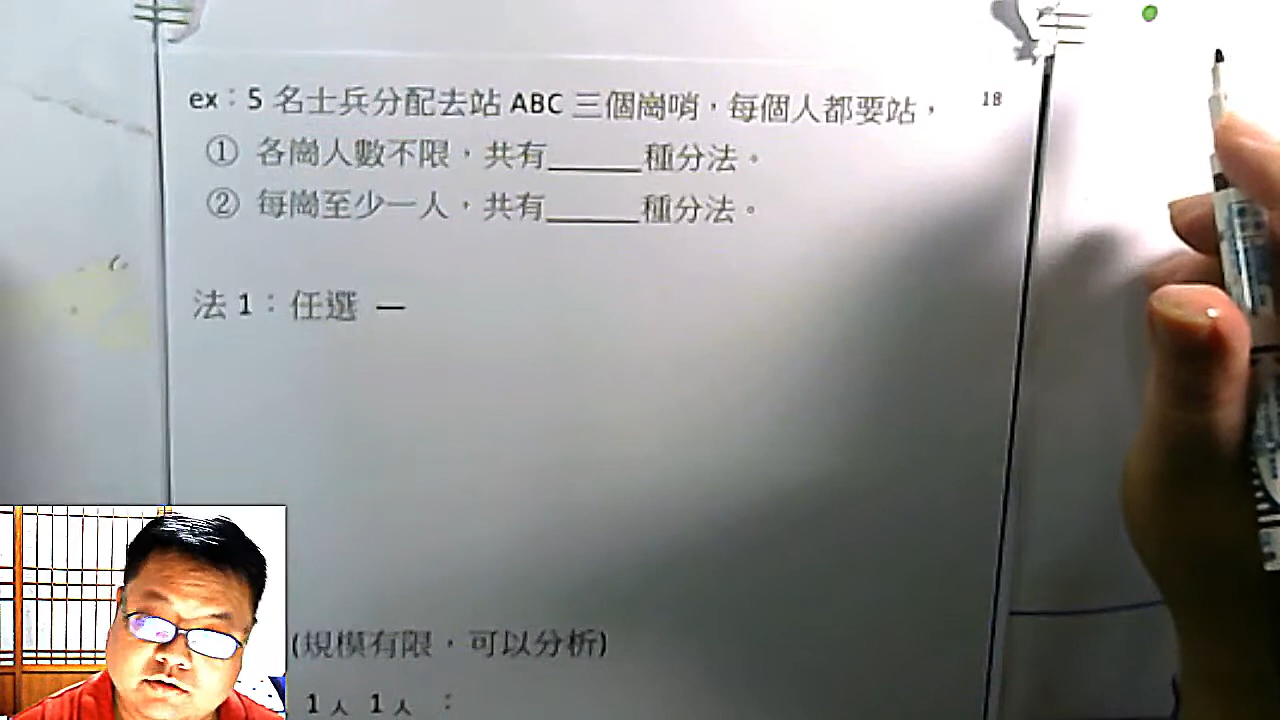 ex：5 名士兵分配去站 ABC 三個崗哨，每個人都要站，
18
① 各崗人數不限，共有______種分法。
② 每崗至少一人，共有______種分法。
法 1：任選 —
(規模有限，可以分析)
1人 1人 ：